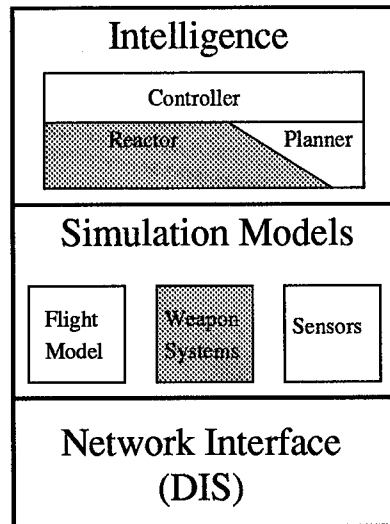 Intelligence
Controller
Reactor
Planner
Simulation Models
Flight
Model
Weapon
Systems
Sensors
Network Interface
(DIS)